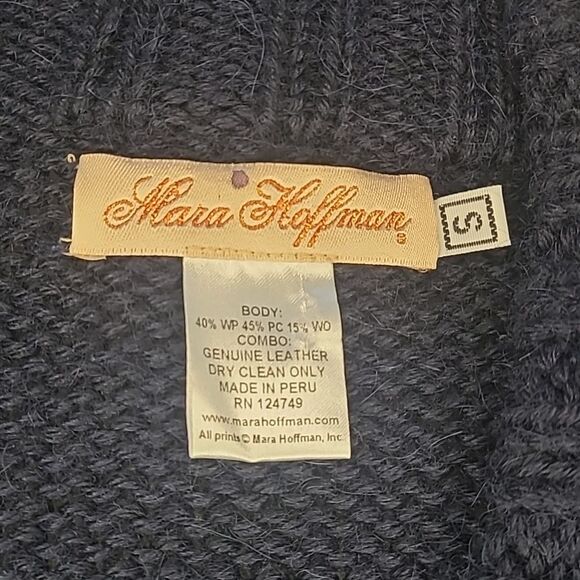 Mara Hoffman®
S
BODY:
40% WP 45% PC 15% WO
COMBO:
GENUINE LEATHER
DRY CLEAN ONLY
MADE IN PERU
RN 124749
www.marahoffman.com
All prints © Mara Hoffman, Inc